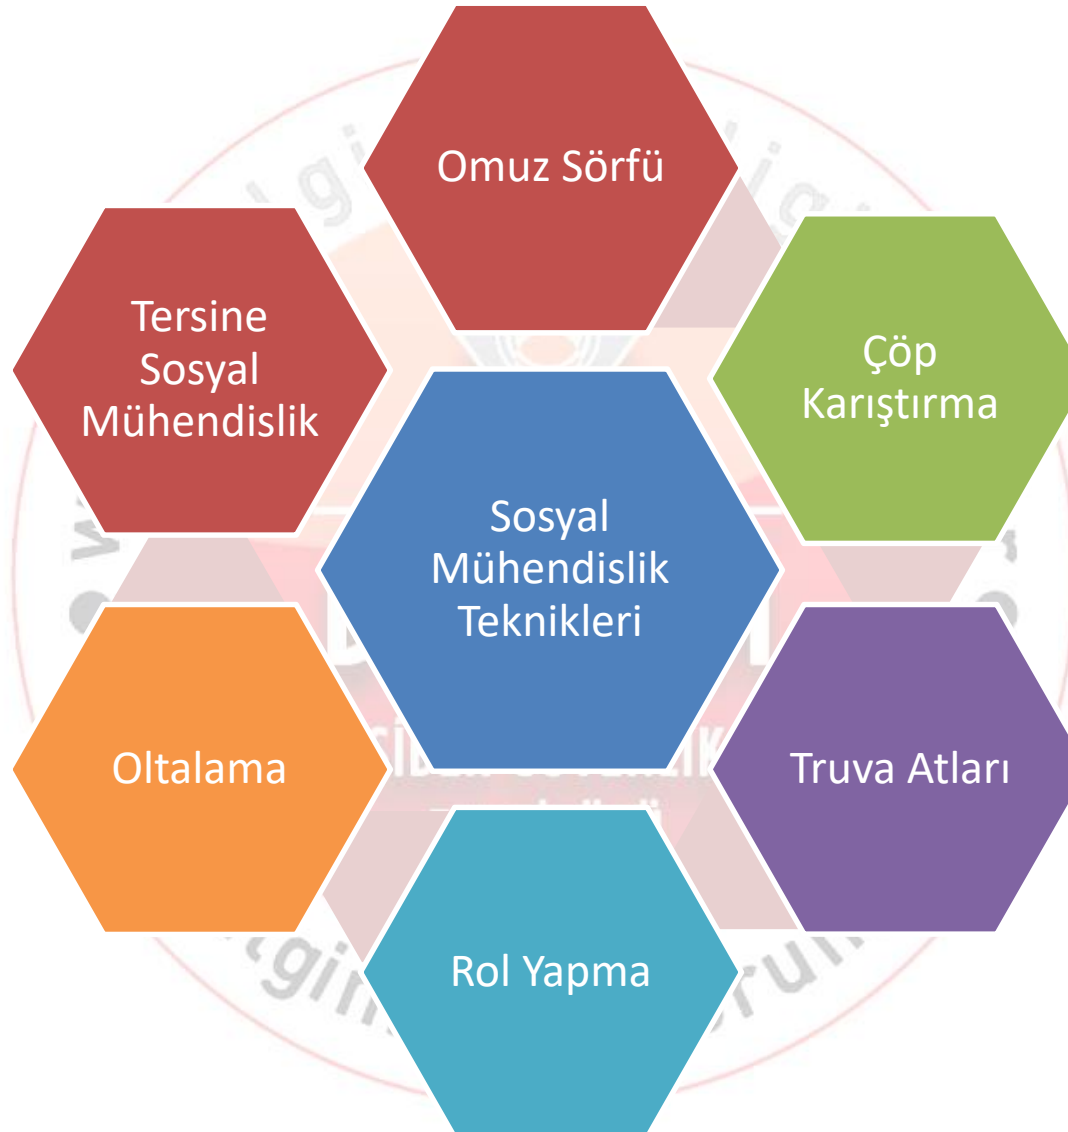 Omuz Sörfü
Çöp
Karıştırma
Truva Atları
Rol Yapma
Oltalama
Tersine
Sosyal
Mühendislik
Sosyal
Mühendislik
Teknikleri